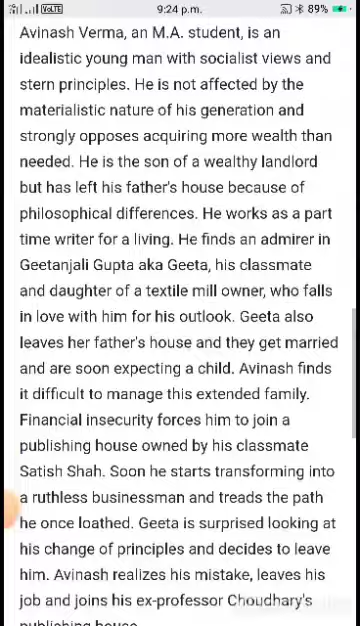 VoLTE 9:24 p.m. 89%
Avinash Verma, an M.A. student, is an
idealistic young man with socialist views and
stern principles. He is not affected by the
materialistic nature of his generation and
strongly opposes acquiring more wealth than
needed. He is the son of a wealthy landlord
but has left his father's house because of
philosophical differences. He works as a part
time writer for a living. He finds an admirer in
Geetanjali Gupta aka Geeta, his classmate
and daughter of a textile mill owner, who falls
in love with him for his outlook. Geeta also
leaves her father's house and they get married
and are soon expecting a child. Avinash finds
it difficult to manage this extended family.
Financial insecurity forces him to join a
publishing house owned by his classmate
Satish Shah. Soon he starts transforming into
a ruthless businessman and treads the path
he once loathed. Geeta is surprised looking at
his change of principles and decides to leave
him. Avinash realizes his mistake, leaves his
job and joins his ex-professor Choudhary's
publishing house.